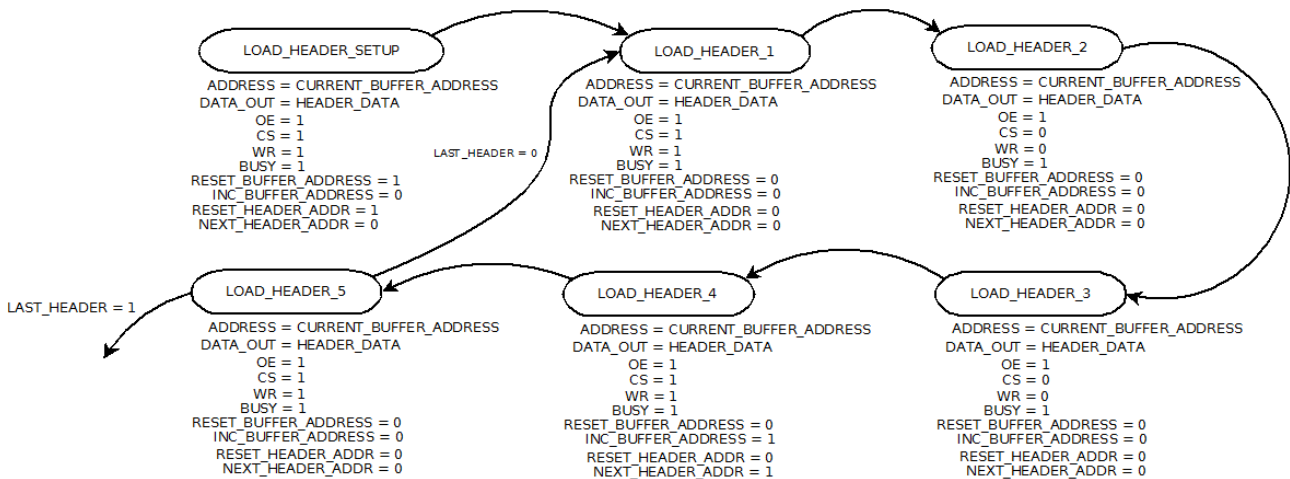 LOAD_HEADER_SETUP
ADDRESS = CURRENT_BUFFER_ADDRESS
DATA_OUT = HEADER_DATA
OE = 1
CS = 1
WR = 1
BUSY = 1
RESET_BUFFER_ADDRESS = 1
INC_BUFFER_ADDRESS = 0
RESET_HEADER_ADDR = 1
NEXT_HEADER_ADDR = 0
LAST_HEADER = 0
LOAD_HEADER_1
ADDRESS = CURRENT_BUFFER_ADDRESS
DATA_OUT = HEADER_DATA
OE = 1
CS = 1
WR = 1
BUSY = 1
RESET_BUFFER_ADDRESS = 0
INC_BUFFER_ADDRESS = 0
RESET_HEADER_ADDR = 0
NEXT_HEADER_ADDR = 0
LOAD_HEADER_2
ADDRESS = CURRENT_BUFFER_ADDRESS
DATA_OUT = HEADER_DATA
OE = 1
CS = 0
WR = 0
BUSY = 1
RESET_BUFFER_ADDRESS = 0
INC_BUFFER_ADDRESS = 0
RESET_HEADER_ADDR = 0
NEXT_HEADER_ADDR = 0
LAST_HEADER = 1
LOAD_HEADER_5
ADDRESS = CURRENT_BUFFER_ADDRESS
DATA_OUT = HEADER_DATA
OE = 1
CS = 1
WR = 1
BUSY = 1
RESET_BUFFER_ADDRESS = 0
INC_BUFFER_ADDRESS = 0
RESET_HEADER_ADDR = 0
NEXT_HEADER_ADDR = 0
LOAD_HEADER_4
ADDRESS = CURRENT_BUFFER_ADDRESS
DATA_OUT = HEADER_DATA
OE = 1
CS = 1
WR = 1
BUSY = 1
RESET_BUFFER_ADDRESS = 0
INC_BUFFER_ADDRESS = 1
RESET_HEADER_ADDR = 0
NEXT_HEADER_ADDR = 1
LOAD_HEADER_3
ADDRESS = CURRENT_BUFFER_ADDRESS
DATA_OUT = HEADER_DATA
OE = 1
CS = 0
WR = 0
BUSY = 1
RESET_BUFFER_ADDRESS = 0
INC_BUFFER_ADDRESS = 0
RESET_HEADER_ADDR = 0
NEXT_HEADER_ADDR = 0